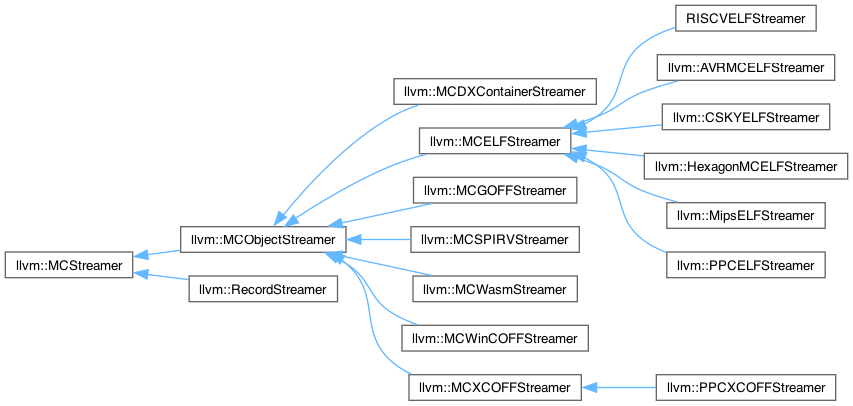 RISCVELFStreamer
llvm::AVRMCELFStreamer
llvm::MCDXContainerStreamer
llvm::CSKYELFStreamer
llvm::MCELFStreamer
llvm::HexagonMCELFStreamer
llvm::MCGOFFStreamer
llvm::MipsELFStreamer
llvm::MCObjectStreamer
llvm::MCSPIRVStreamer
llvm::MCStreamer
llvm::PPCELFStreamer
llvm::RecordStreamer
llvm::MCWasmStreamer
llvm::MCWinCOFFStreamer
llvm::MCXCOFFStreamer
llvm::PPCXCOFFStreamer